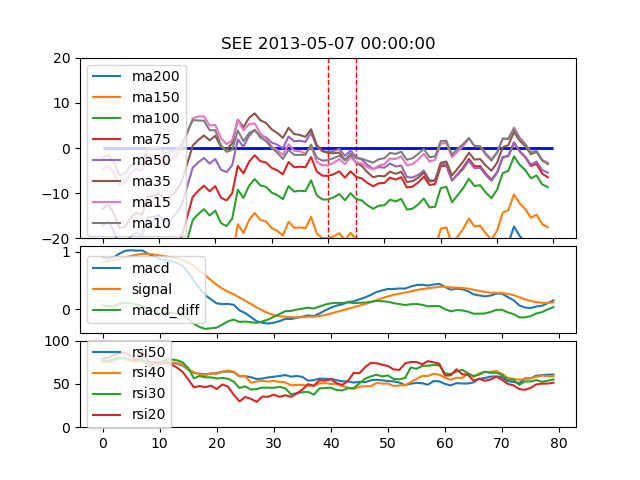 SEE 2013-05-07 00:00:00
20
10
0
−10
−20
ma200
ma150
ma100
ma75
ma50
ma35
ma15
ma10
1
0
macd
signal
macd_diff
100
50
0
rsi50
rsi40
rsi30
rsi20
0 10 20 30 40 50 60 70 80